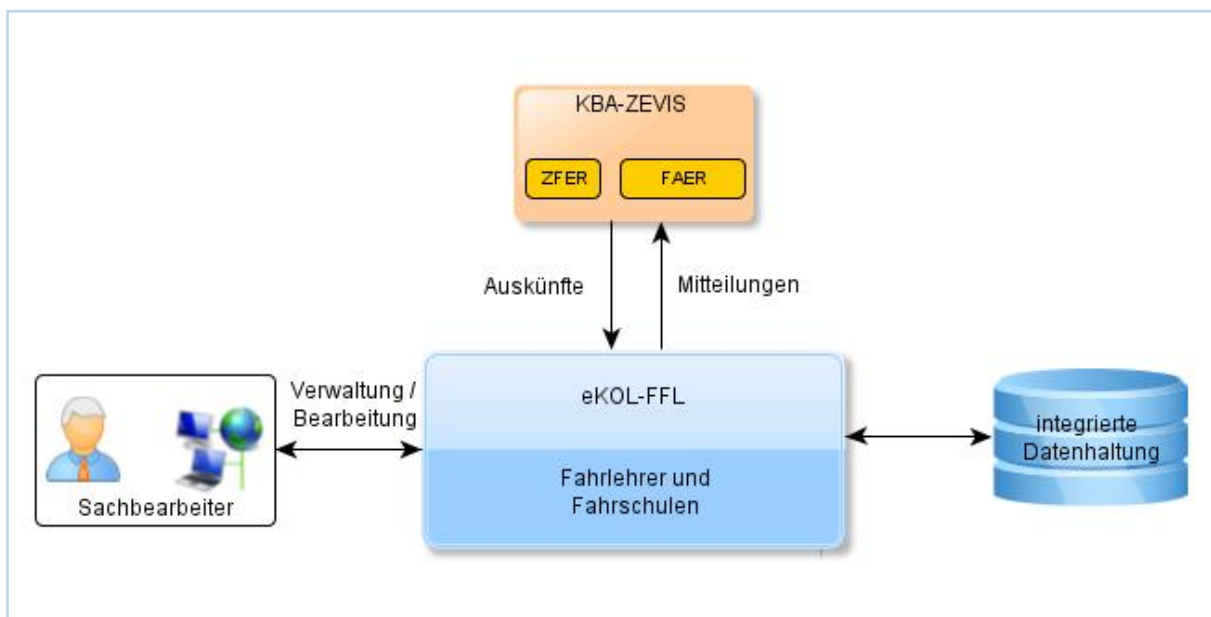 KBA-ZEVIS
ZFER
FAER
Auskünfte
Mitteilungen
Verwaltung /
Bearbeitung
eKOL-FFL
Fahrlehrer und
Fahrschulen
Sachbearbeiter
integrierte
Datenhaltung